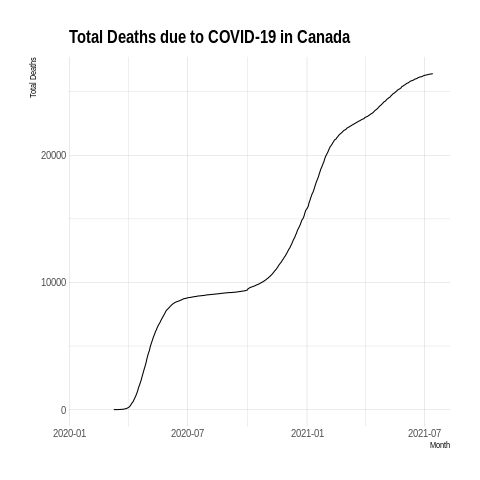 Total Deaths due to COVID-19 in Canada
Total Deaths
20000
10000
0
2020-01 2020-07 2021-01 2021-07
Month